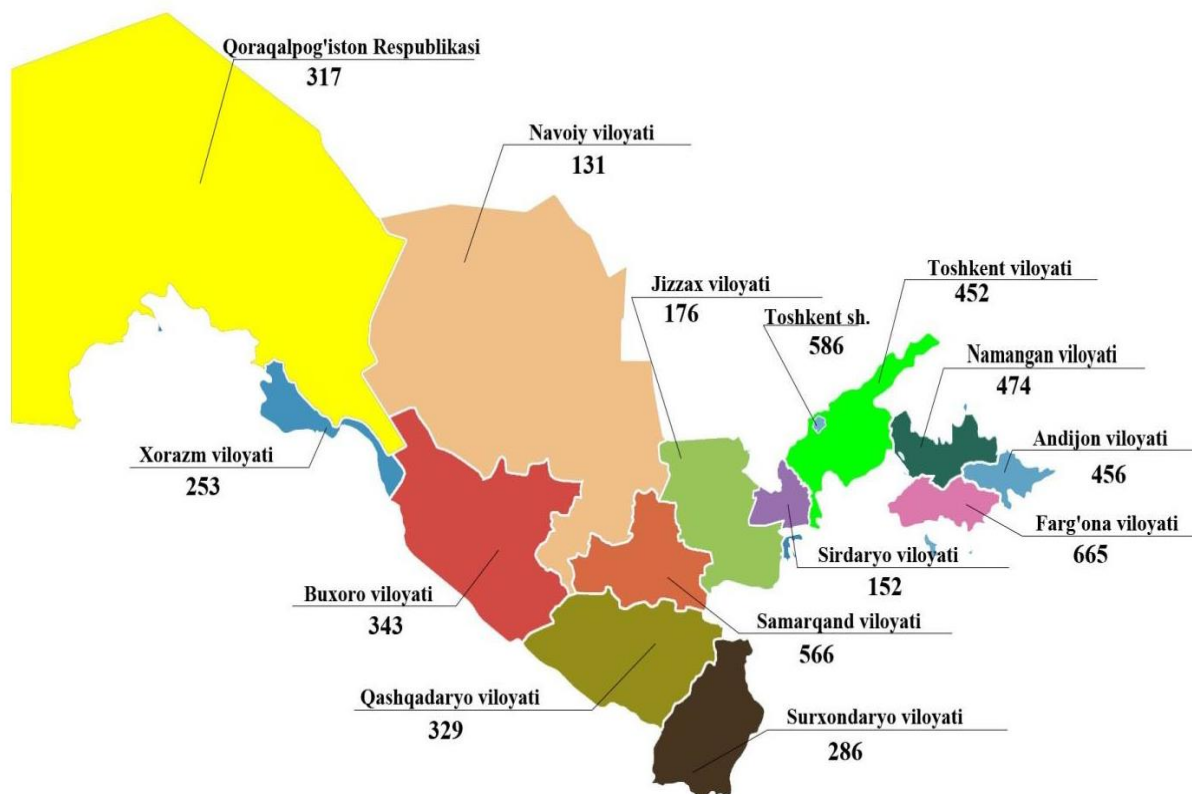 Qoraqalpog'iston Respublikasi
317
Navoiy viloyati
131
Jizzax viloyati
176
Toshkent viloyati
452
Toshkent sh.
586
Namangan viloyati
474
Andijon viloyati
456
Xorazm viloyati
253
Farg'ona viloyati
665
Sirdaryo viloyati
152
Buxoro viloyati
343
Samarqand viloyati
566
Qashqadaryo viloyati
329
Surxondaryo viloyati
286